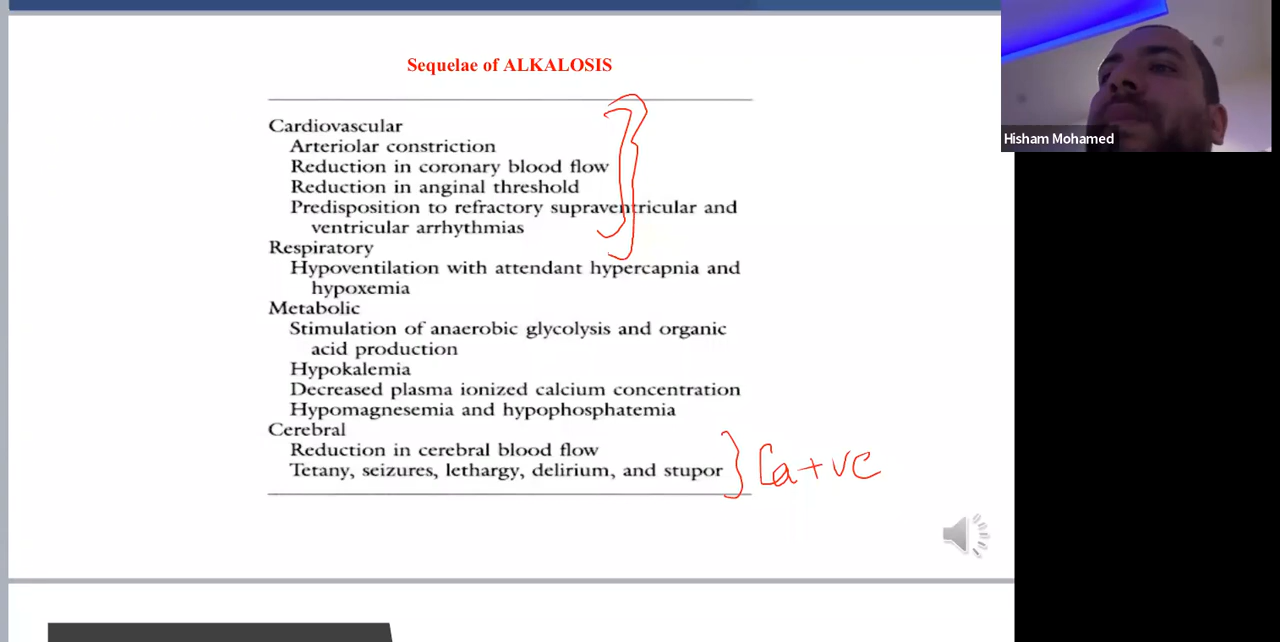 Sequelae of ALKALOSIS
Cardiovascular
Arteriolar constriction
Reduction in coronary blood flow
Reduction in anginal threshold
Predisposition to refractory supraventricular and
ventricular arrhythmias
Respiratory
Hypoventilation with attendant hypercapnia and
hypoxemia
Metabolic
Stimulation of anaerobic glycolysis and organic
acid production
Hypokalemia
Decreased plasma ionized calcium concentration
Hypomagnesemia and hypophosphatemia
Cerebral
Reduction in cerebral blood flow
Tetany, seizures, lethargy, delirium, and stupor
Ca+ve
Hisham Mohamed